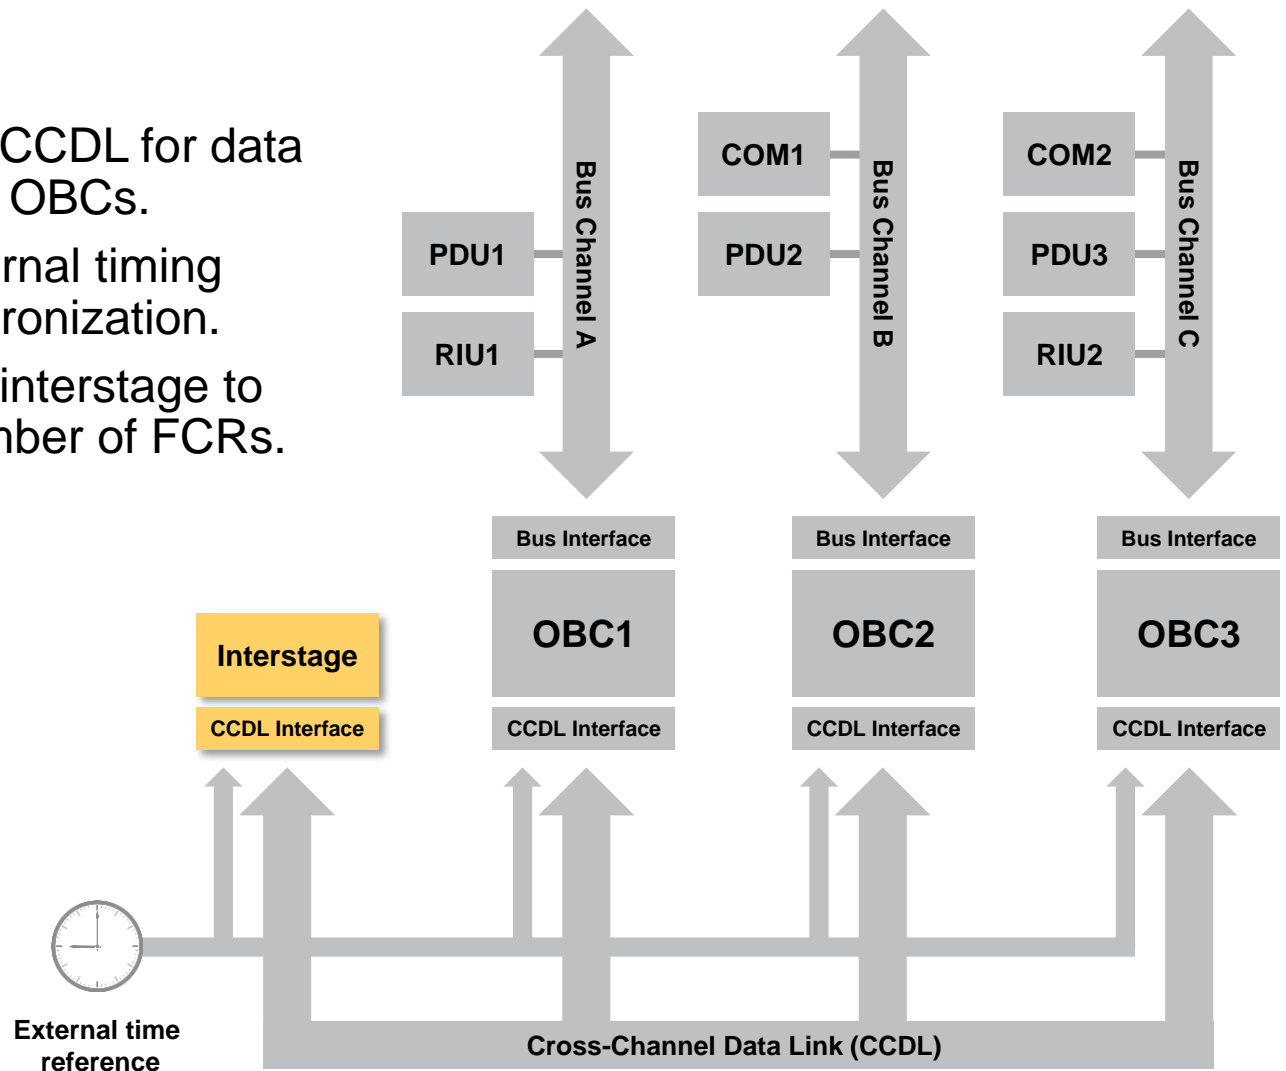 CCDL for data
OBCs.
rnal timing
ronization.
interstage to
nber of FCRs.
Bus Channel A
PDU1
RIU1
Bus Channel B
COM1
PDU2
Bus Channel C
COM2
PDU3
RIU2
Bus Interface
Bus Interface
Bus Interface
OBC1
OBC2
OBC3
Interstage
CCDL Interface
CCDL Interface
CCDL Interface
CCDL Interface
External time
reference
Cross-Channel Data Link (CCDL)